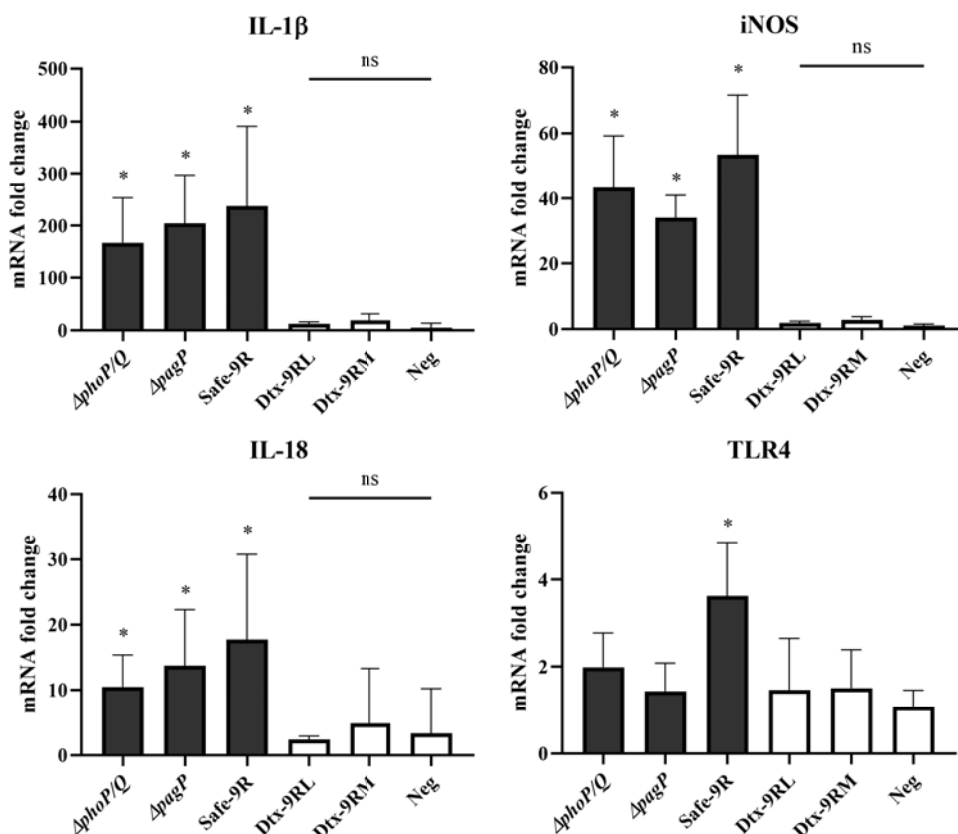 IL-1β
ns
mRNA fold change
500
400
300
200
100
0
*
*
*
ΔphoP/Q
ΔpagP
Safe-9R
Dtx-9RL
Dtx-9RM
Neg
iNOS
ns
mRNA fold change
80
60
40
20
0
*
*
*
ΔphoP/Q
ΔpagP
Safe-9R
Dtx-9RL
Dtx-9RM
Neg
IL-18
ns
mRNA fold change
40
30
20
10
0
*
*
*
ΔphoP/Q
ΔpagP
Safe-9R
Dtx-9RL
Dtx-9RM
Neg
TLR4
mRNA fold change
6
4
2
0
*
ΔphoP/Q
ΔpagP
Safe-9R
Dtx-9RL
Dtx-9RM
Neg